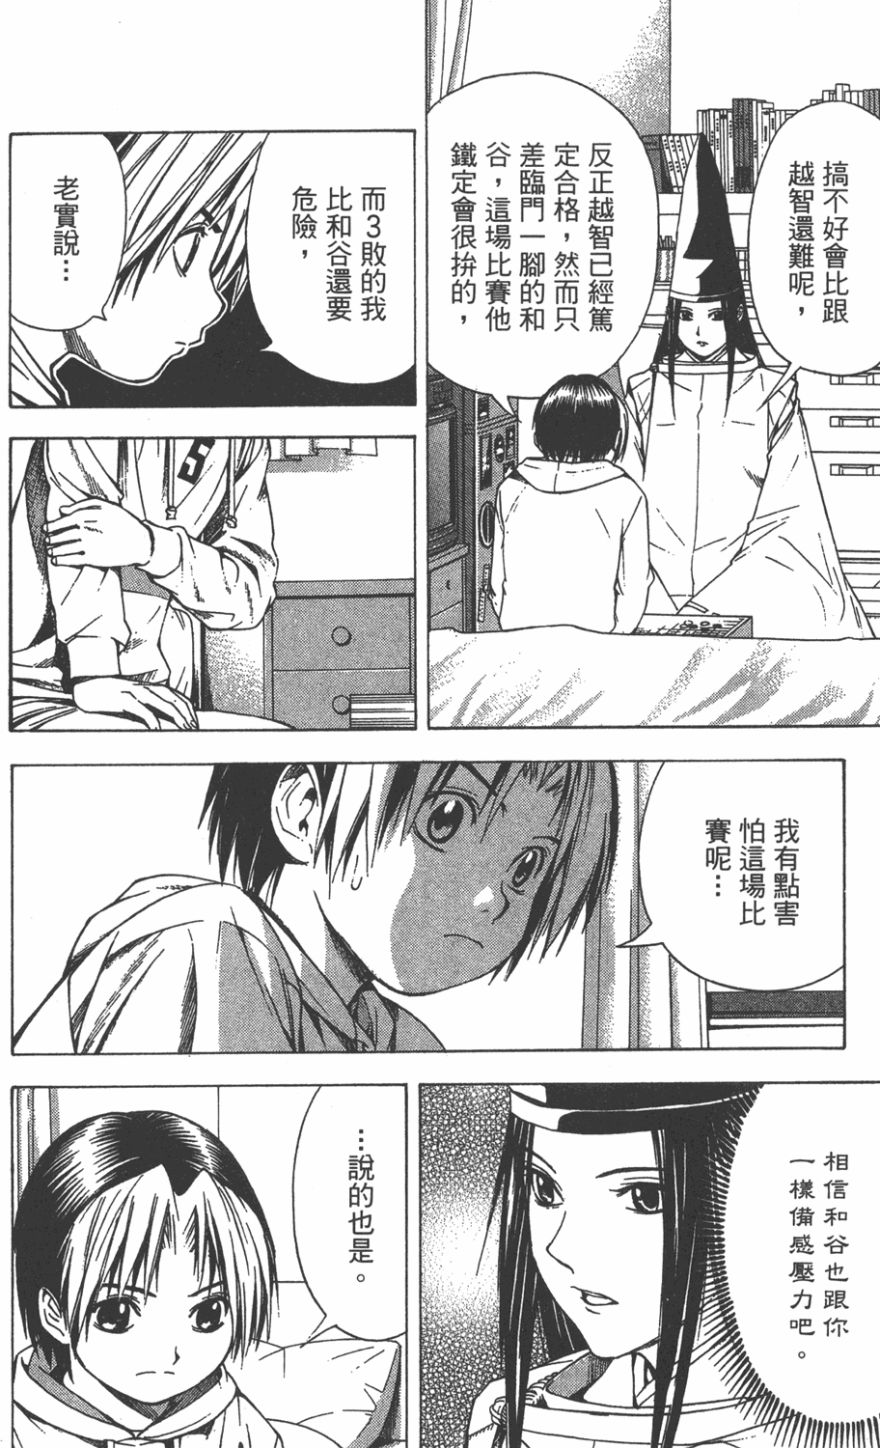 搞不好會比跟
越智還難呢，
反正越智已經篤
定合格，然而只
差臨門一腳的和
谷，這場比賽他
鐵定會很拚的，
而3敗的我
比和谷還要
危險，
老實說…
S
我有點害
怕這場比
賽呢…
相信和谷也跟你
一樣備感壓力吧。
…說的也是。